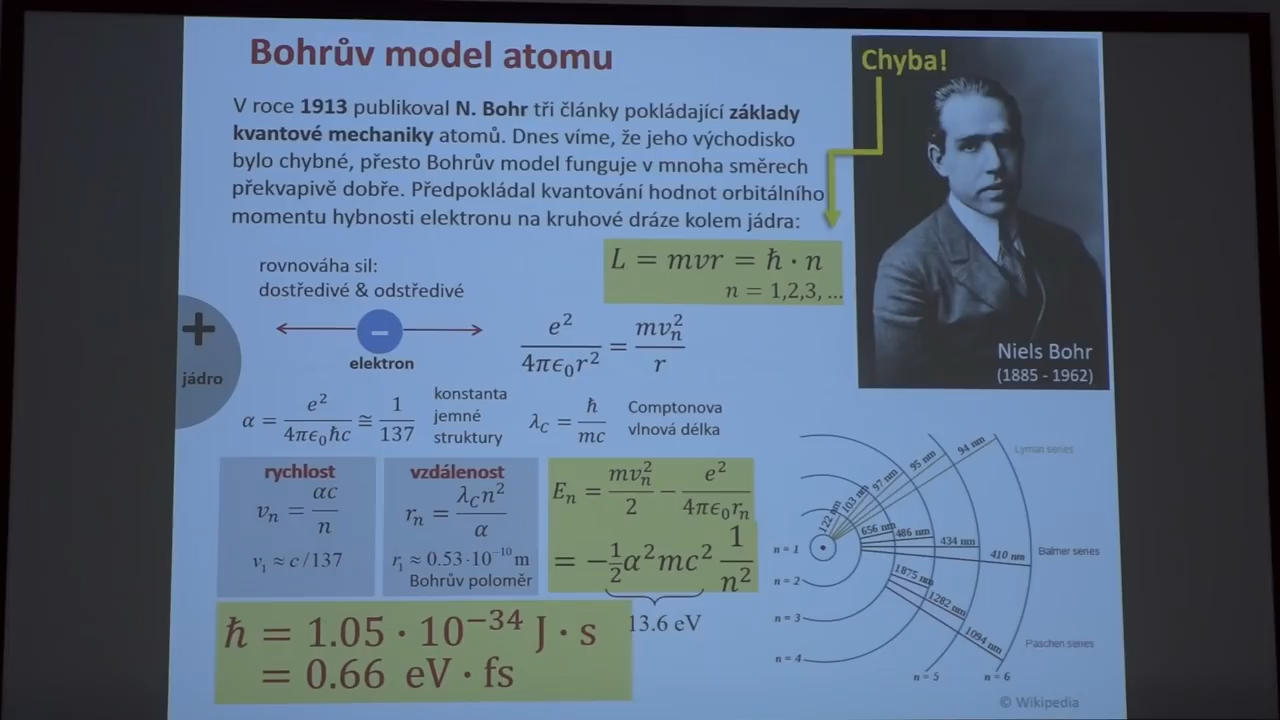 Bohrův model atomu
Chyba!
V roce 1913 publikoval N. Bohr tři články pokládající základy
kvantové mechaniky atomů. Dnes víme, že jeho východisko
bylo chybné, přesto Bohrův model funguje v mnoha směrech
překvapivě dobře. Předpokládal kvantování hodnot orbitálního
momentu hybnosti elektronu na kruhové dráze kolem jádra:
L = mvr = ħ · n
n = 1,2,3, ...
Niels Bohr
(1885 - 1962)
rovnováha sil:
dostředivé & odstředivé
+
jádro
−
elektron
e² / 4πϵ₀r² = mvₙ² / r
α = e² / 4πϵ₀ħc ≅ 1 / 137
konstanta
jemné
struktury
λ_C = ħ / mc
Comptonova
vlnová délka
rychlost
vₙ = αc / n
v₁ ≈ c/137
vzdálenost
rₙ = λ_C n² / α
r₁ ≈ 0.53·10⁻¹⁰ m
Bohrův poloměr
Eₙ = mvₙ² / 2 − e² / 4πϵ₀rₙ
= −½α²mc² 1 / n²
13.6 eV
ħ = 1.05 · 10⁻³⁴ J · s
= 0.66 eV · fs
122 nm
103 nm
97 nm
95 nm
94 nm
Lyman series
656 nm
486 nm
434 nm
410 nm
Balmer series
1875 nm
1282 nm
1094 nm
Paschen series
n = 1
n = 2
n = 3
n = 4
n = 5
n = 6
© Wikipedia